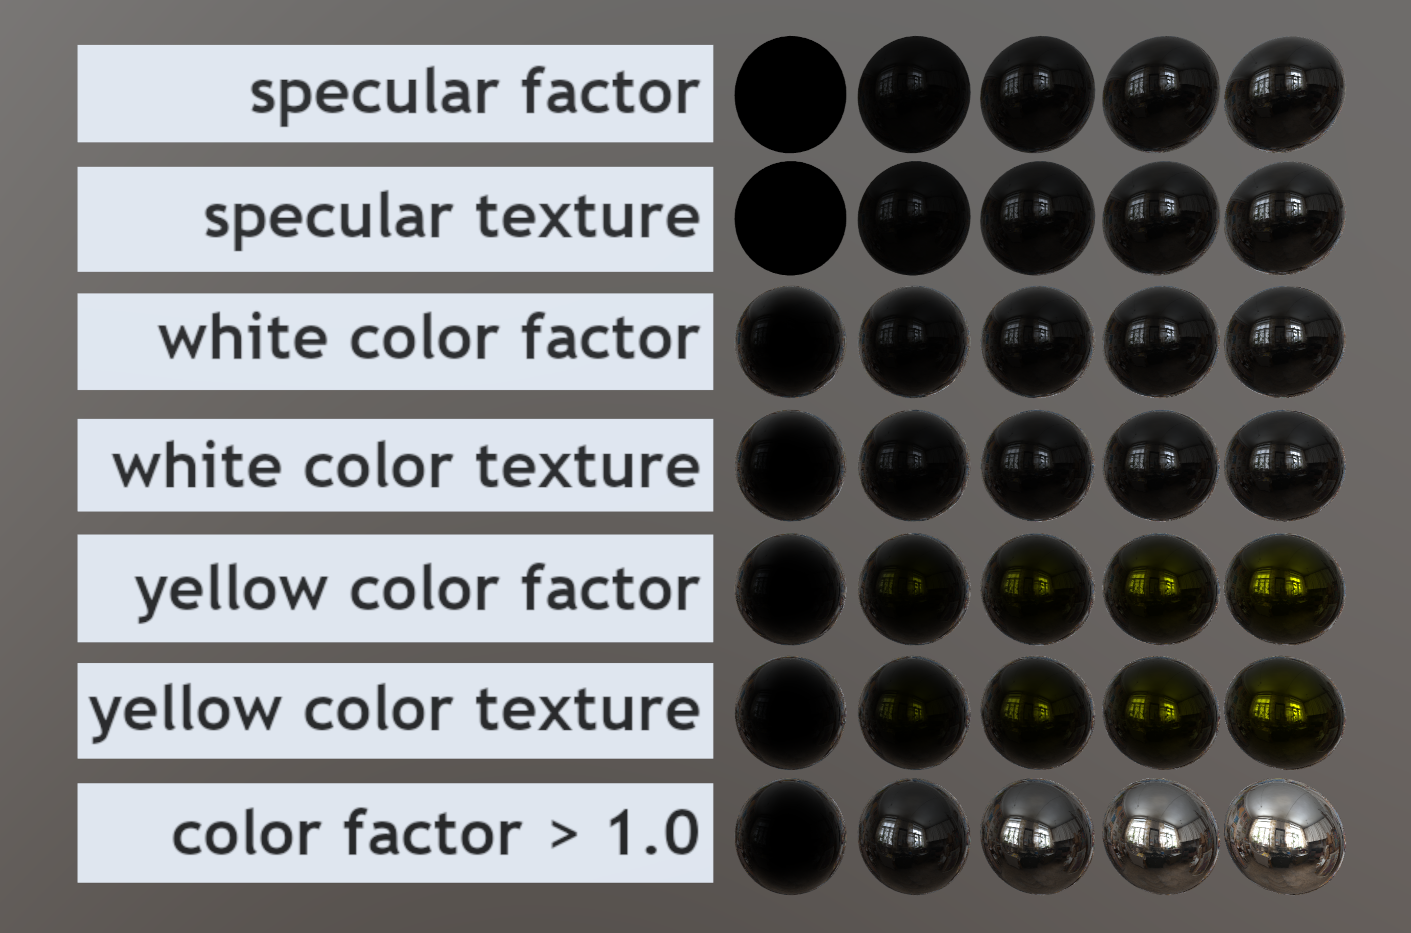 specular factor
specular texture
white color factor
white color texture
yellow color factor
yellow color texture
color factor > 1.0